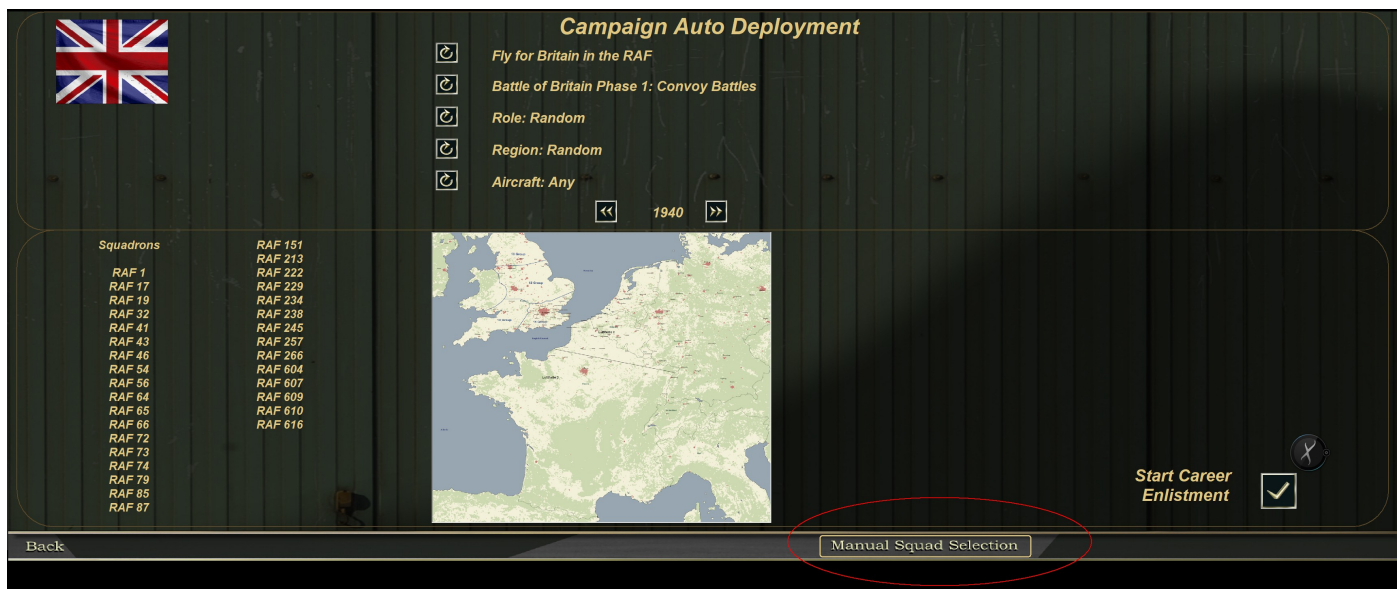 Campaign Auto Deployment
Fly for Britain in the RAF
Battle of Britain Phase 1: Convoy Battles
Role: Random
Region: Random
Aircraft: Any
1940
Squadrons
RAF 1
RAF 17
RAF 19
RAF 32
RAF 41
RAF 43
RAF 46
RAF 54
RAF 56
RAF 64
RAF 65
RAF 66
RAF 72
RAF 73
RAF 74
RAF 79
RAF 85
RAF 87
RAF 151
RAF 213
RAF 222
RAF 229
RAF 234
RAF 238
RAF 245
RAF 257
RAF 266
RAF 604
RAF 607
RAF 609
RAF 610
RAF 616
Start Career
Enlistment
Back
Manual Squad Selection